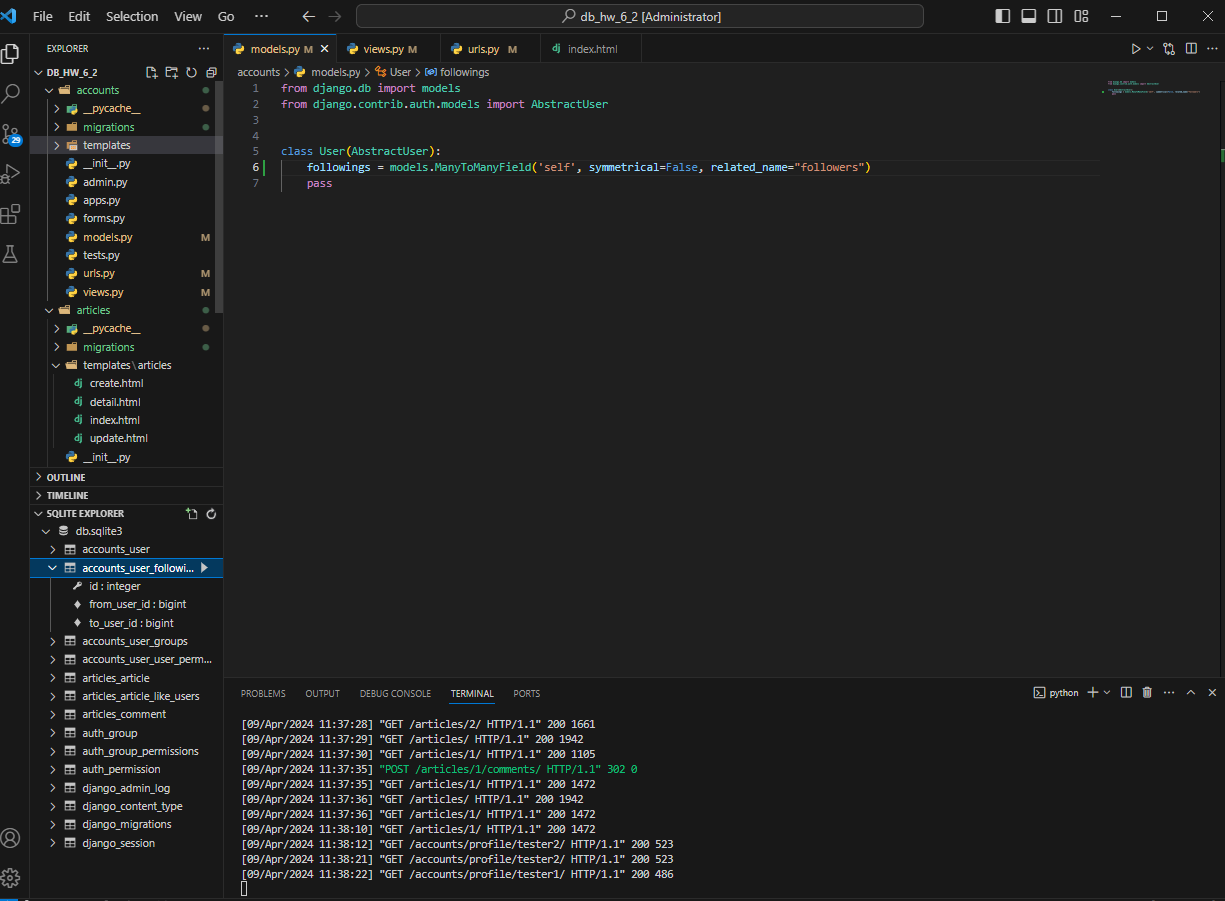 File Edit Selection View Go ··· db_hw_6_2 [Administrator]
EXPLORER ···
DB_HW_6_2
accounts
__pycache__
migrations
templates
__init__.py
admin.py
apps.py
forms.py
models.py M
tests.py
urls.py M
views.py M
articles
__pycache__
migrations
templates\articles
create.html
detail.html
index.html
update.html
__init__.py
OUTLINE
TIMELINE
SQLITE EXPLORER
db.sqlite3
accounts_user
accounts_user_followi...
id : integer
from_user_id : bigint
to_user_id : bigint
accounts_user_groups
accounts_user_user_perm...
articles_article
articles_article_like_users
articles_comment
auth_group
auth_group_permissions
auth_permission
django_admin_log
django_content_type
django_migrations
django_session
29
models.py M views.py M urls.py M index.html
accounts > models.py > User > followings
1 from django.db import models
2 from django.contrib.auth.models import AbstractUser
3
4
5 class User(AbstractUser):
6 followings = models.ManyToManyField('self', symmetrical=False, related_name="followers")
7 pass
PROBLEMS OUTPUT DEBUG CONSOLE TERMINAL PORTS python
[09/Apr/2024 11:37:28] "GET /articles/2/ HTTP/1.1" 200 1661
[09/Apr/2024 11:37:29] "GET /articles/ HTTP/1.1" 200 1942
[09/Apr/2024 11:37:30] "GET /articles/1/ HTTP/1.1" 200 1105
[09/Apr/2024 11:37:35] "POST /articles/1/comments/ HTTP/1.1" 302 0
[09/Apr/2024 11:37:35] "GET /articles/1/ HTTP/1.1" 200 1472
[09/Apr/2024 11:37:36] "GET /articles/ HTTP/1.1" 200 1942
[09/Apr/2024 11:37:36] "GET /articles/1/ HTTP/1.1" 200 1472
[09/Apr/2024 11:38:10] "GET /articles/1/ HTTP/1.1" 200 1472
[09/Apr/2024 11:38:12] "GET /accounts/profile/tester2/ HTTP/1.1" 200 523
[09/Apr/2024 11:38:21] "GET /accounts/profile/tester2/ HTTP/1.1" 200 523
[09/Apr/2024 11:38:22] "GET /accounts/profile/tester1/ HTTP/1.1" 200 486